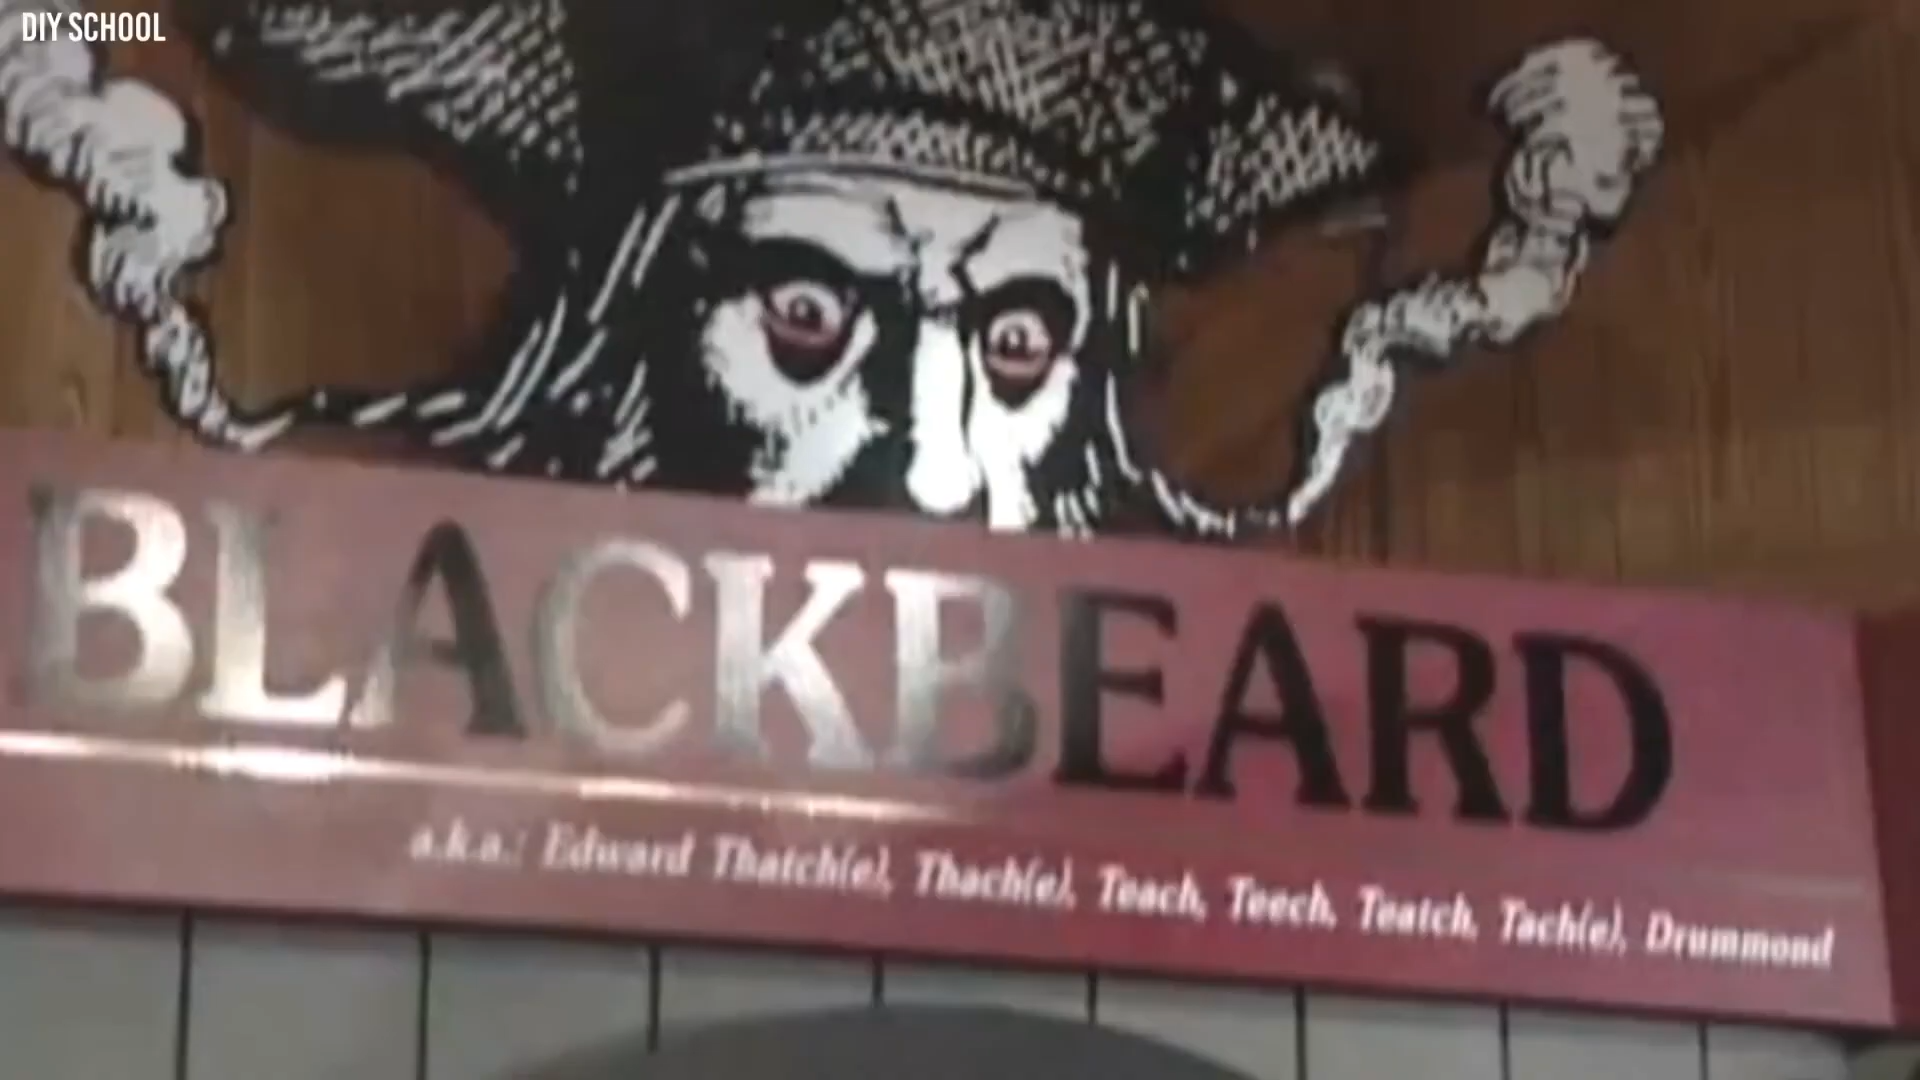 DIY SCHOOL
BLACKBEARD
a.k.a.: Edward Thatch(e), Thach(e), Teach, Teech, Teatch, Tach(e), Drummond